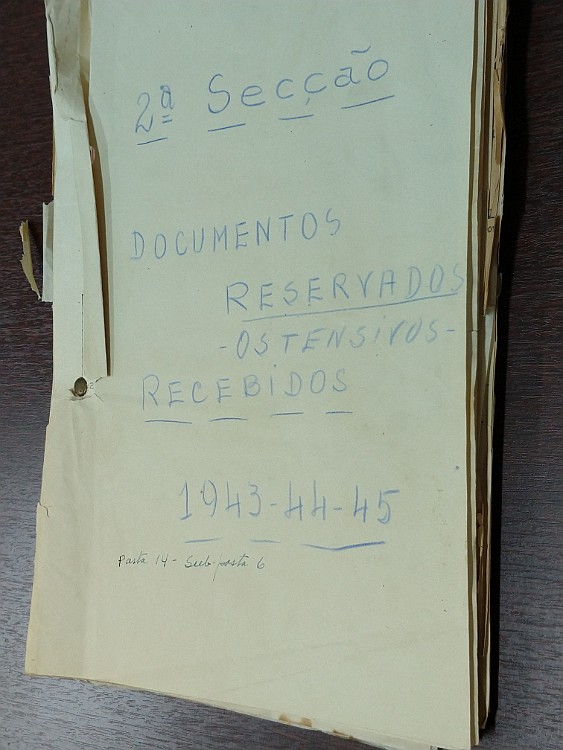 2ª Secção
DOCUMENTOS
RESERVADOS
-OSTENSIVOS-
RECEBIDOS
1943-44-45
Pasta 14 - Sub-pasta 6